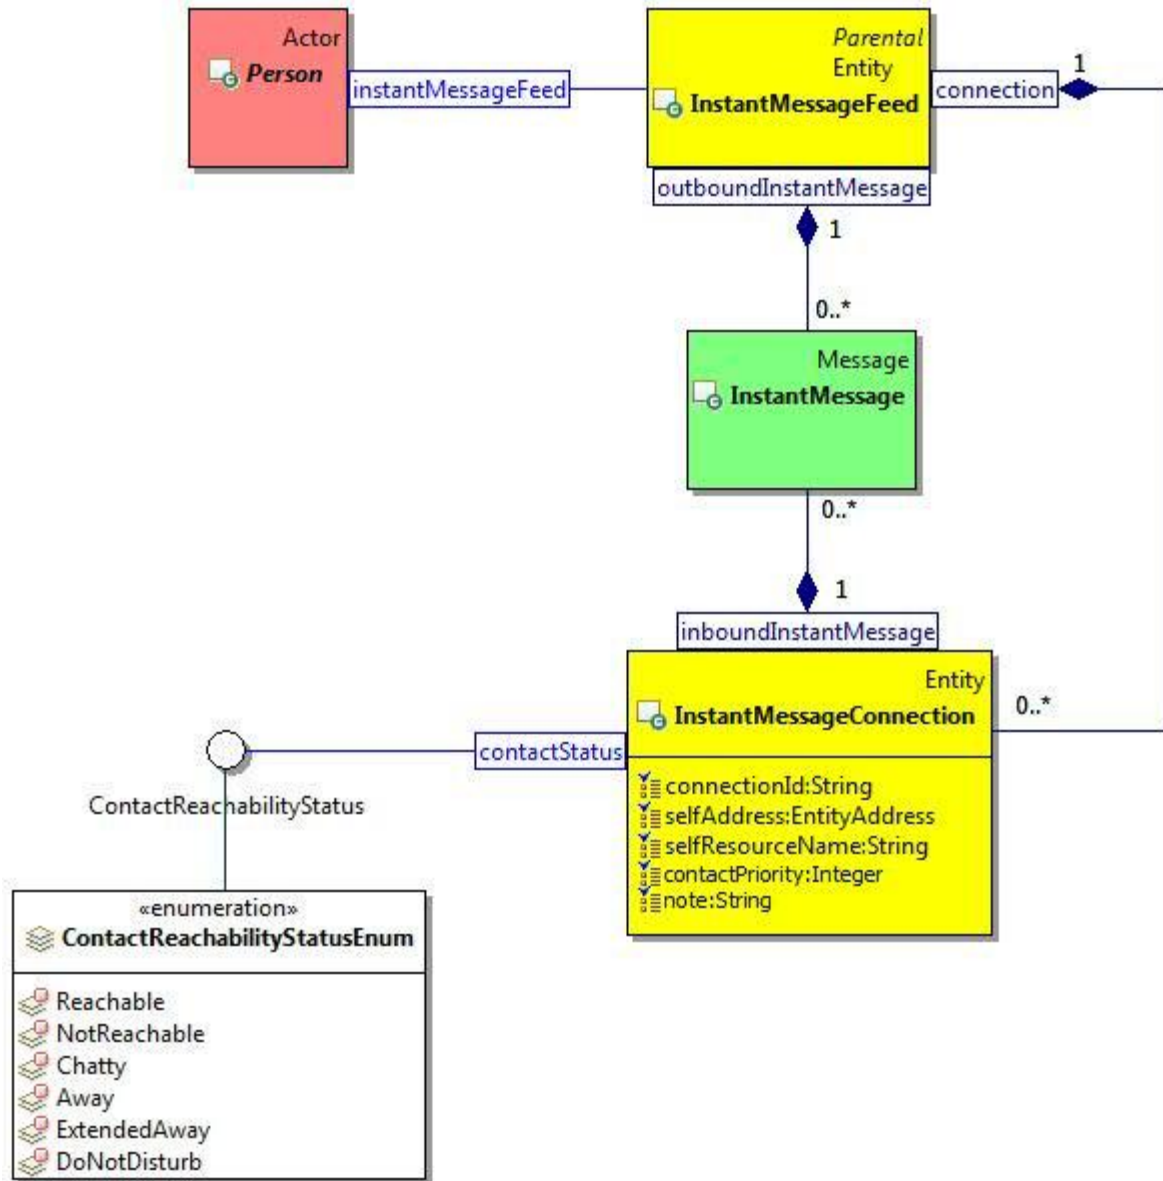 Actor
Person
instantMessageFeed
Parental
Entity
InstantMessageFeed
connection
1
outboundInstantMessage
1
0..*
Message
InstantMessage
0..*
1
inboundInstantMessage
Entity
InstantMessageConnection
0..*
contactStatus
connectionId:String
selfAddress:EntityAddress
selfResourceName:String
contactPriority:Integer
note:String
ContactReachabilityStatus
«enumeration»
ContactReachabilityStatusEnum
Reachable
NotReachable
Chatty
Away
ExtendedAway
DoNotDisturb